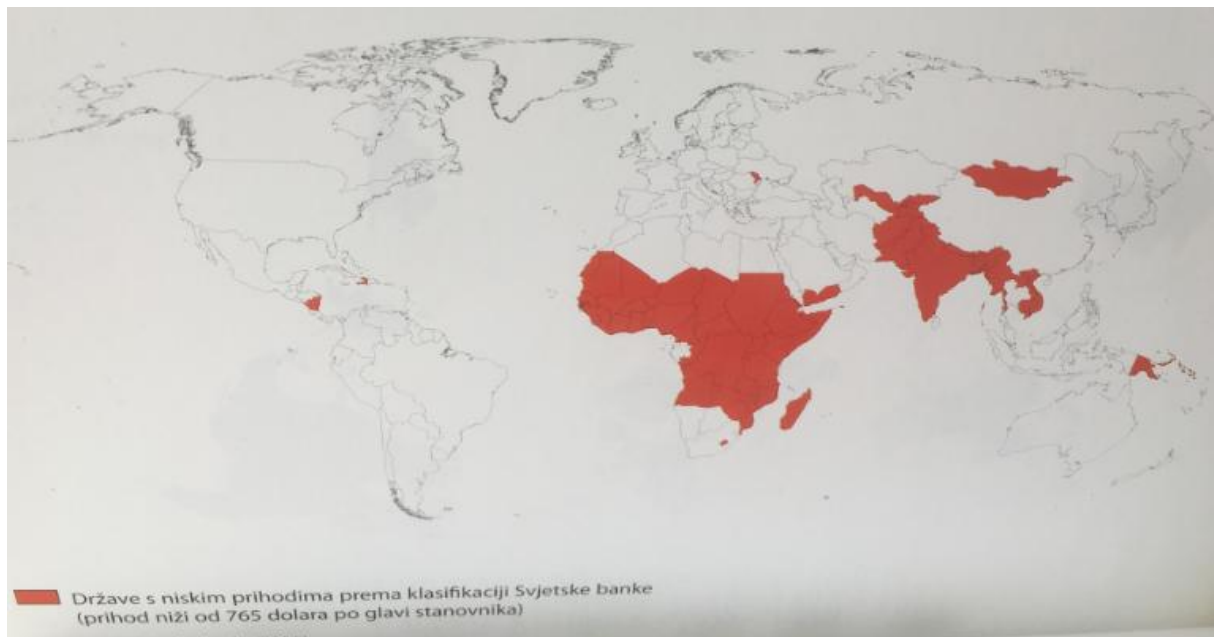 Države s niskim prihodima prema klasifikaciji Svjetske banke
(prihod niži od 765 dolara po glavi stanovnika)